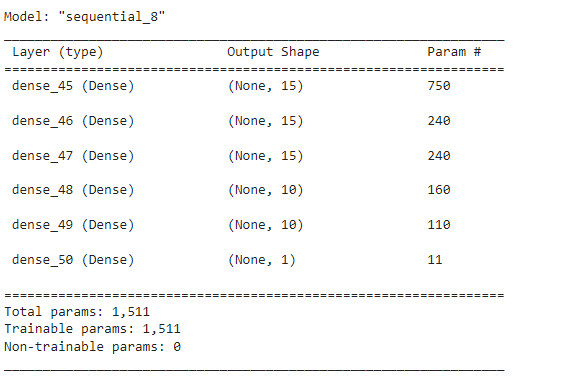 Model: "sequential_8"
Layer (type) Output Shape Param #
dense_45 (Dense) (None, 15) 750
dense_46 (Dense) (None, 15) 240
dense_47 (Dense) (None, 15) 240
dense_48 (Dense) (None, 10) 160
dense_49 (Dense) (None, 10) 110
dense_50 (Dense) (None, 1) 11
Total params: 1,511
Trainable params: 1,511
Non-trainable params: 0